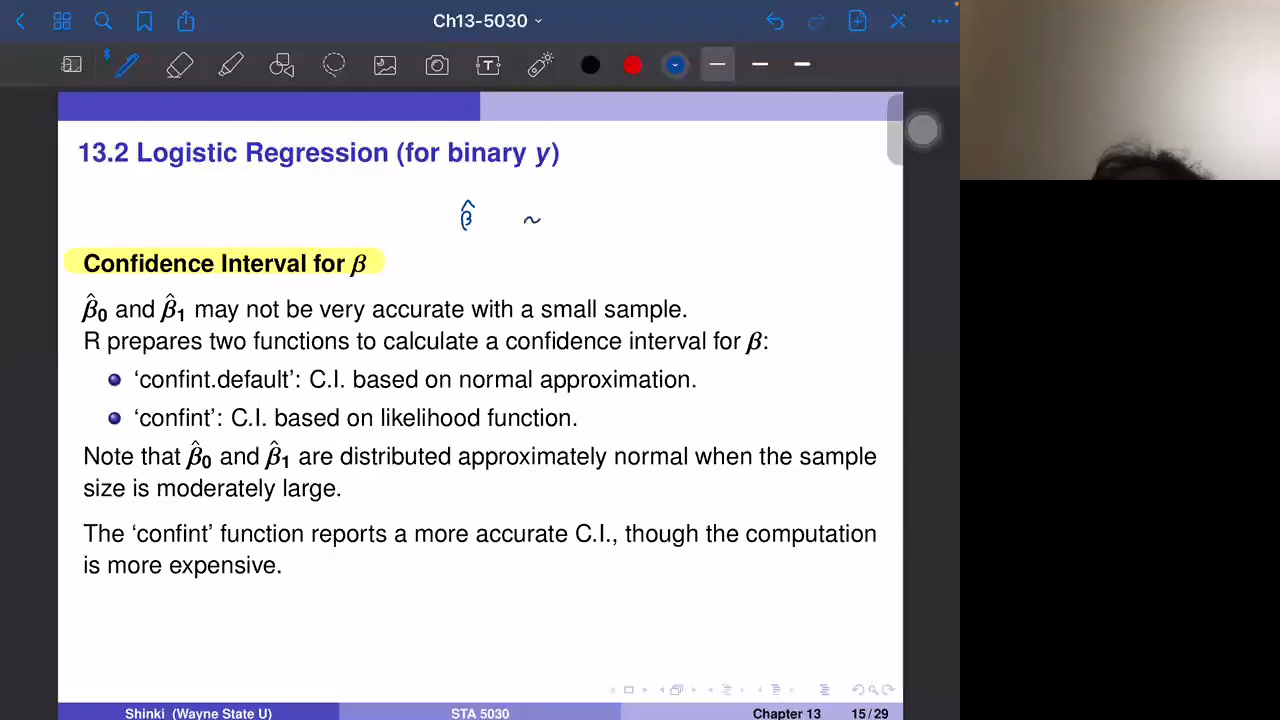 Ch13-5030
13.2 Logistic Regression (for binary y)
β̂ ~
Confidence Interval for β
β̂₀ and β̂₁ may not be very accurate with a small sample.
R prepares two functions to calculate a confidence interval for β:
‘confint.default’: C.I. based on normal approximation.
‘confint’: C.I. based on likelihood function.
Note that β̂₀ and β̂₁ are distributed approximately normal when the sample
size is moderately large.
The ‘confint’ function reports a more accurate C.I., though the computation
is more expensive.
Shinki (Wayne State U) STA 5030 Chapter 13 15/29